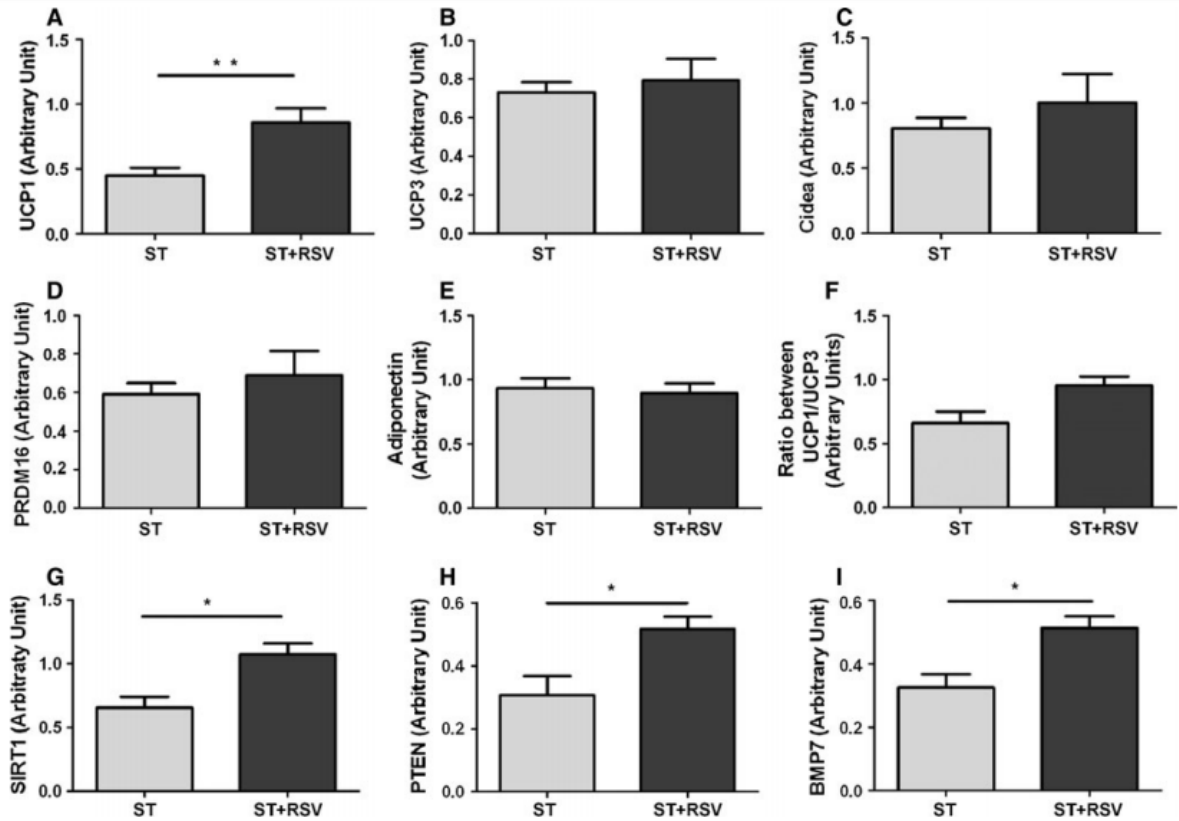 A
UCP1 (Arbitrary Unit)
1.5
1.0
0.5
0.0
* *
ST
ST+RSV
B
UCP3 (Arbitrary Unit)
1.0
0.8
0.6
0.4
0.2
0.0
ST
ST+RSV
C
Cidea (Arbitrary Unit)
1.5
1.0
0.5
0.0
ST
ST+RSV
D
PRDM16 (Arbitrary Unit)
1.0
0.8
0.6
0.4
0.2
0.0
ST
ST+RSV
E
Adiponectin
(Arbitrary Unit)
1.5
1.0
0.5
0.0
ST
ST+RSV
F
Ratio between
UCP1/UCP3
(Arbitrary Units)
1.5
1.0
0.5
0.0
ST
ST+RSV
G
SIRT1 (Arbitraty Unit)
1.5
1.0
0.5
0.0
*
ST
ST+RSV
H
PTEN (Arbitrary Unit)
0.6
0.4
0.2
0.0
*
ST
ST+RSV
I
BMP7 (Arbitrary Unit)
0.6
0.4
0.2
0.0
*
ST
ST+RSV